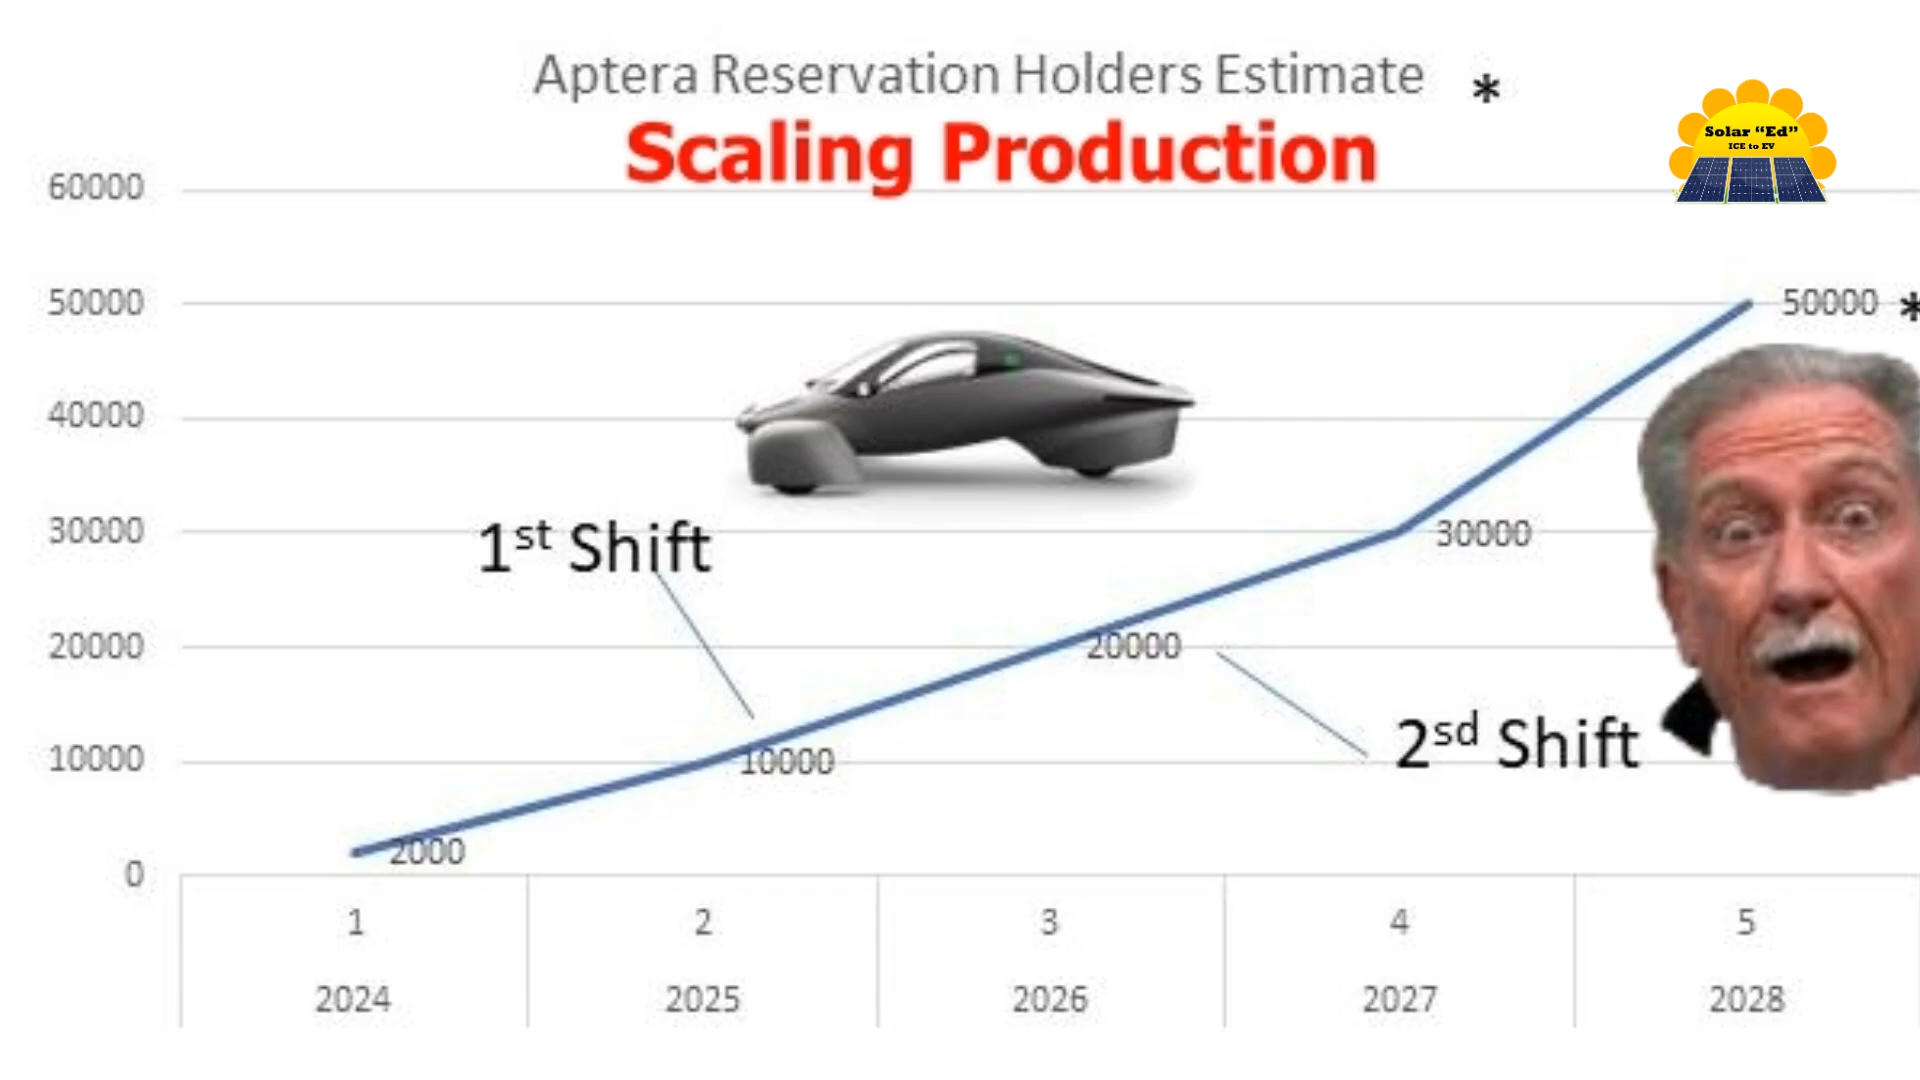 Aptera Reservation Holders Estimate *
Scaling Production
Solar “Ed”
ICE to EV
60000
50000
40000
30000
20000
10000
0
50000 *
30000
20000
10000
2000
1st Shift
2sd Shift
1 2 3 4 5
2024 2025 2026 2027 2028